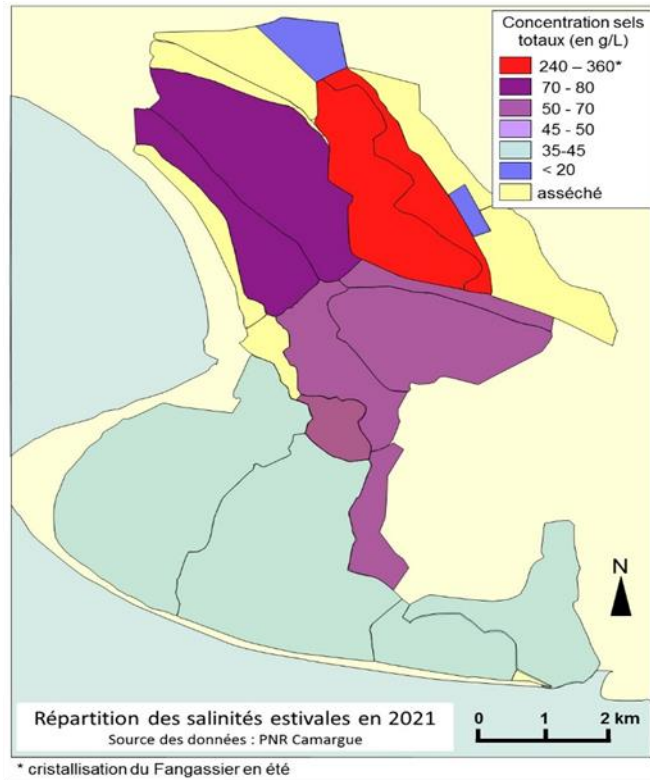 Concentration sels
totaux (en g/L)
240 – 360*
70 - 80
50 - 70
45 - 50
35-45
< 20
asséché
N
Répartition des salinités estivales en 2021
Source des données : PNR Camargue
0 1 2 km
* cristallisation du Fangassier en été